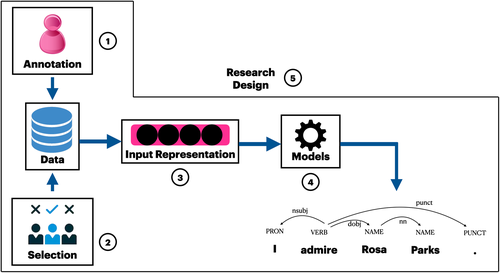 1
Annotation
Research
Design
5
Data
Input Representation
3
Models
4
Selection
2
punct
nsubj
dobj
nn
PRON VERB NAME NAME PUNCT
I admire Rosa Parks .